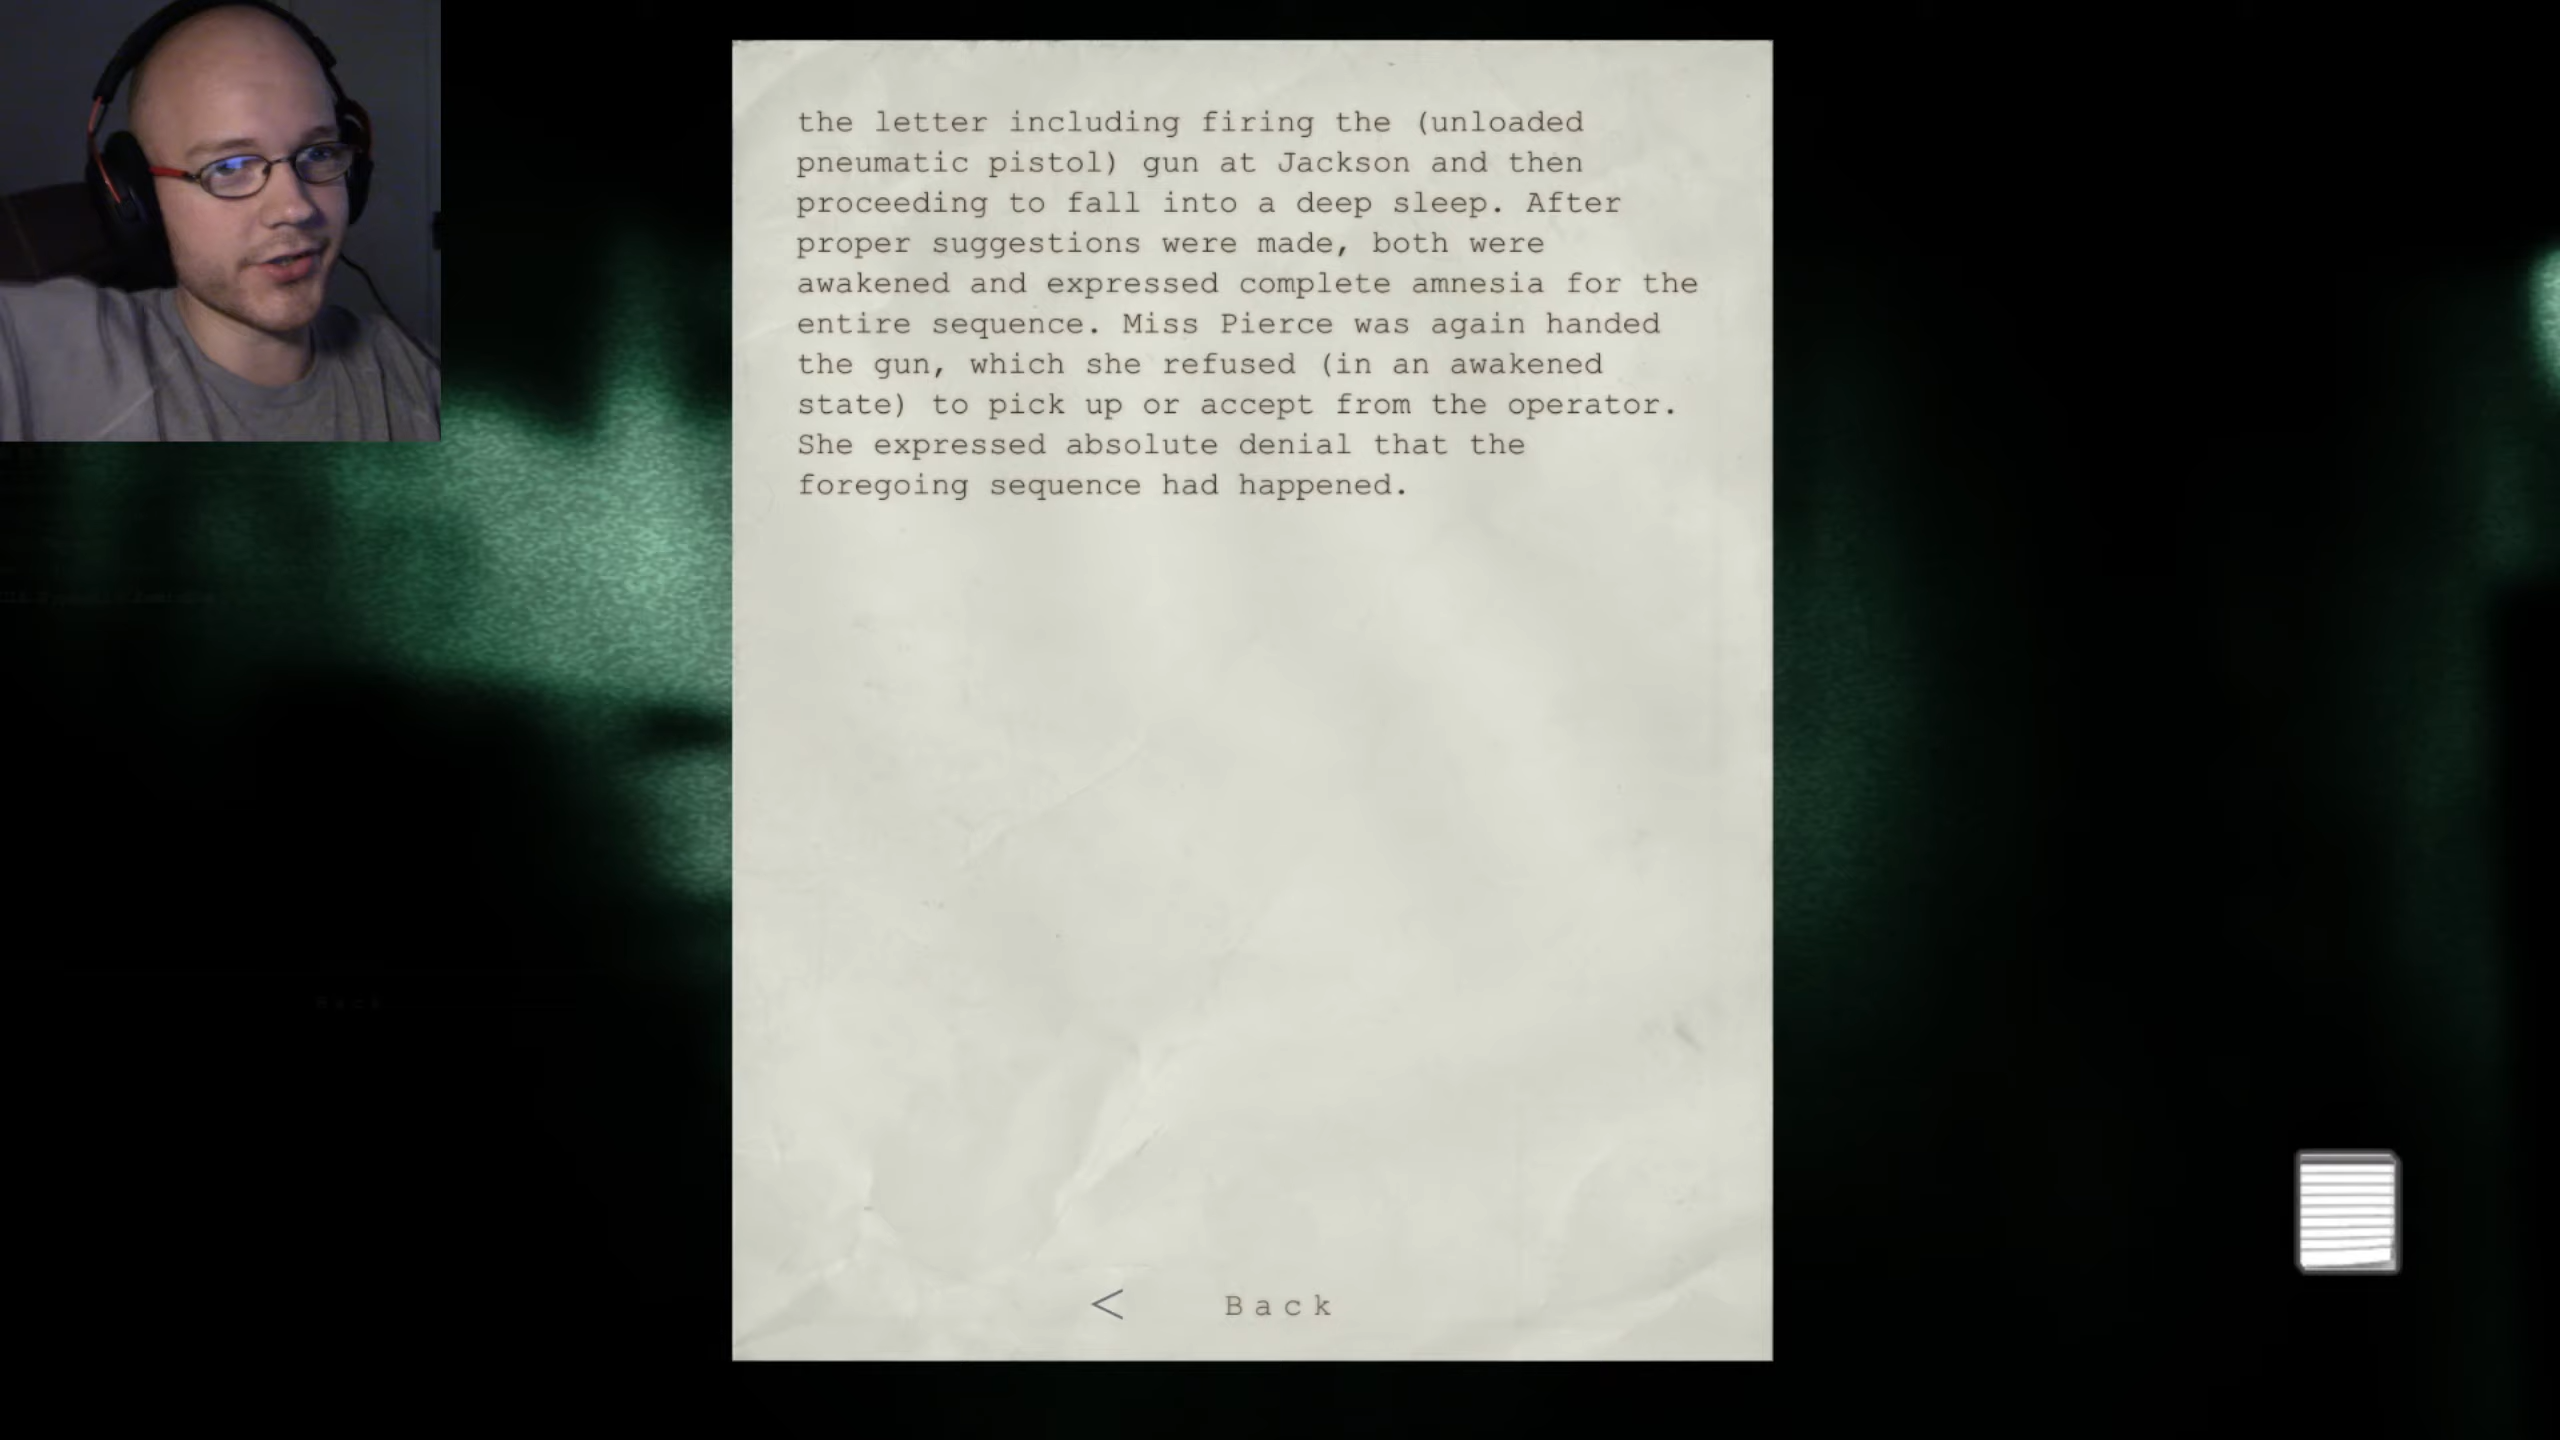 the letter including firing the (unloaded
pneumatic pistol) gun at Jackson and then
proceeding to fall into a deep sleep. After
proper suggestions were made, both were
awakened and expressed complete amnesia for the
entire sequence. Miss Pierce was again handed
the gun, which she refused (in an awakened
state) to pick up or accept from the operator.
She expressed absolute denial that the
foregoing sequence had happened.
< Back
Back